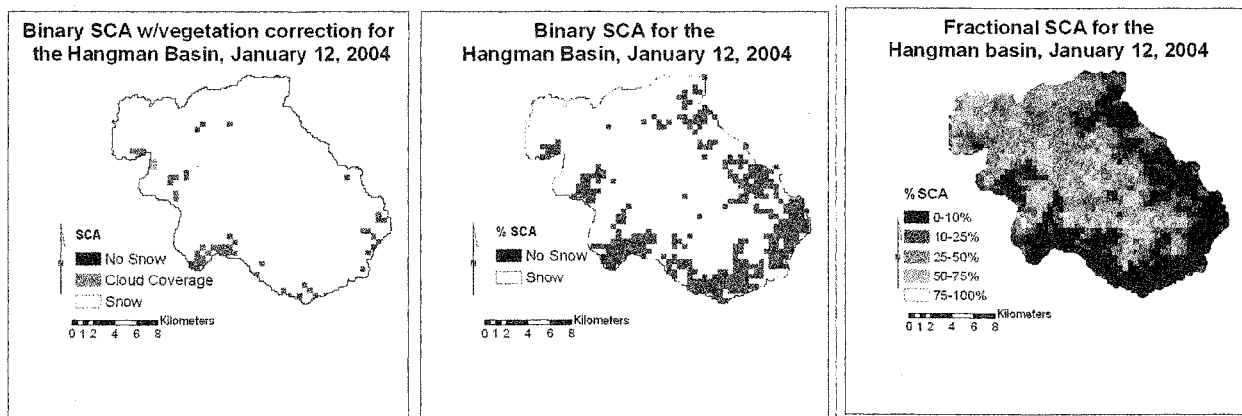 Binary SCA w/vegetation correction for
the Hangman Basin, January 12, 2004
SCA
No Snow
Cloud Coverage
Snow
Kilometers
0 1 2 4 6 8
Binary SCA for the
Hangman Basin, January 12, 2004
% SCA
No Snow
Snow
Kilometers
0 1 2 4 6 8
Fractional SCA for the
Hangman basin, January 12, 2004
% SCA
0-10%
10-25%
25-50%
50-75%
75-100%
Kilometers
0 1 2 4 6 8